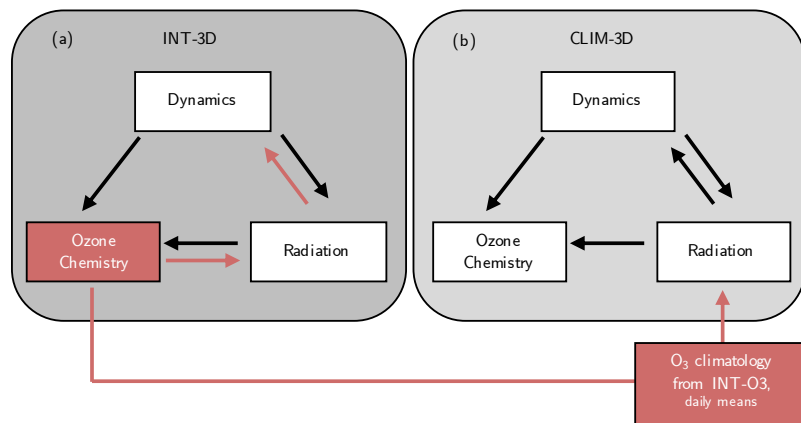 (a) INT-3D
Dynamics
Ozone
Chemistry
Radiation
(b) CLIM-3D
Dynamics
Ozone
Chemistry
Radiation
O₃ climatology
from INT-O3,
daily means